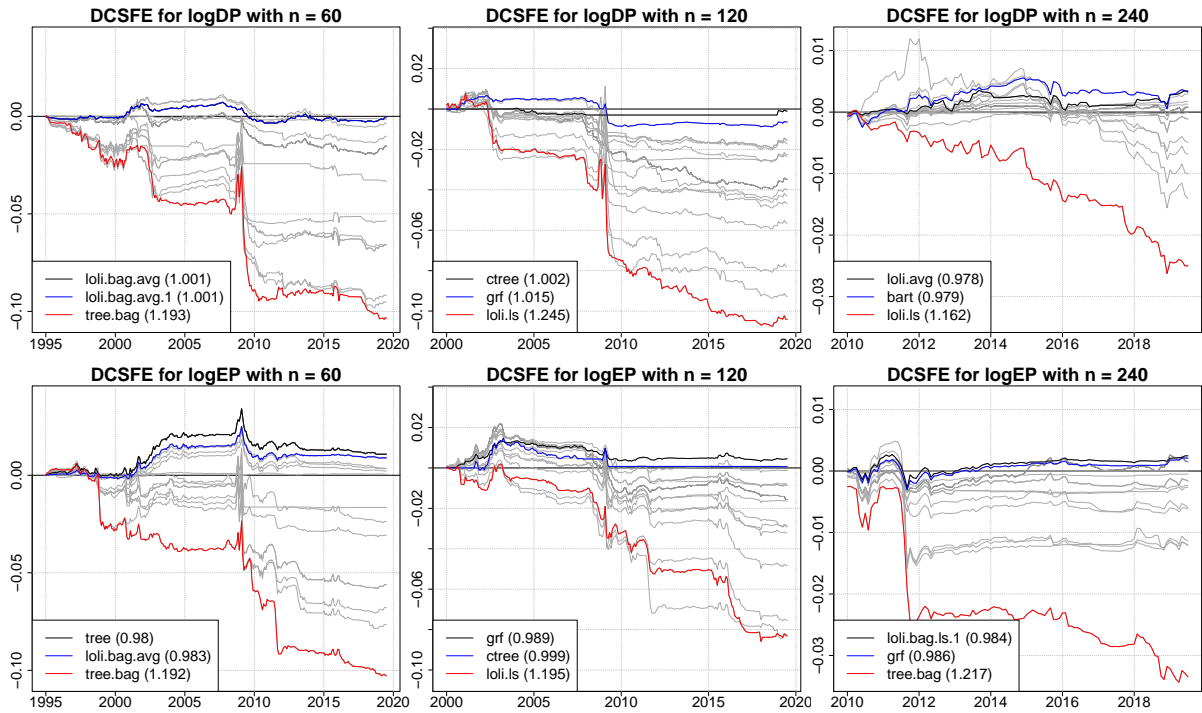 DCSFE for logDP with n = 60
0.00
−0.05
−0.10
1995 2000 2005 2010 2015 2020
loli.bag.avg (1.001)
loli.bag.avg.1 (1.001)
tree.bag (1.193)
DCSFE for logDP with n = 120
0.02
−0.02
−0.06
−0.10
2000 2005 2010 2015 2020
ctree (1.002)
grf (1.015)
loli.ls (1.245)
DCSFE for logDP with n = 240
0.01
0.00
−0.01
−0.02
−0.03
2010 2012 2014 2016 2018
loli.avg (0.978)
bart (0.979)
loli.ls (1.162)
DCSFE for logEP with n = 60
0.00
−0.05
−0.10
1995 2000 2005 2010 2015 2020
tree (0.98)
loli.bag.avg (0.983)
tree.bag (1.192)
DCSFE for logEP with n = 120
0.02
−0.02
−0.06
−0.10
2000 2005 2010 2015 2020
grf (0.989)
ctree (0.999)
loli.ls (1.195)
DCSFE for logEP with n = 240
0.01
0.00
−0.01
−0.02
−0.03
2010 2012 2014 2016 2018
loli.bag.ls.1 (0.984)
grf (0.986)
tree.bag (1.217)